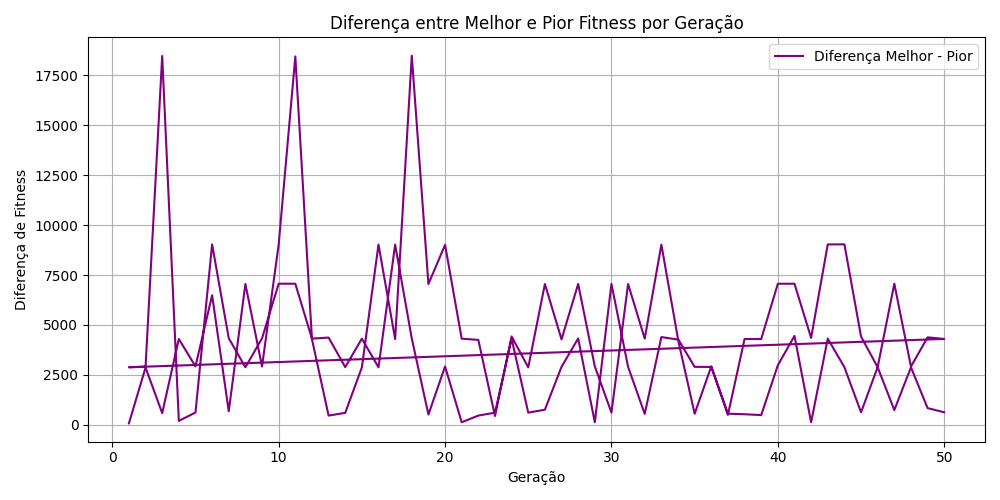 Diferença entre Melhor e Pior Fitness por Geração
Diferença Melhor - Pior
Diferença de Fitness
17500
15000
12500
10000
7500
5000
2500
0
0 10 20 30 40 50
Geração